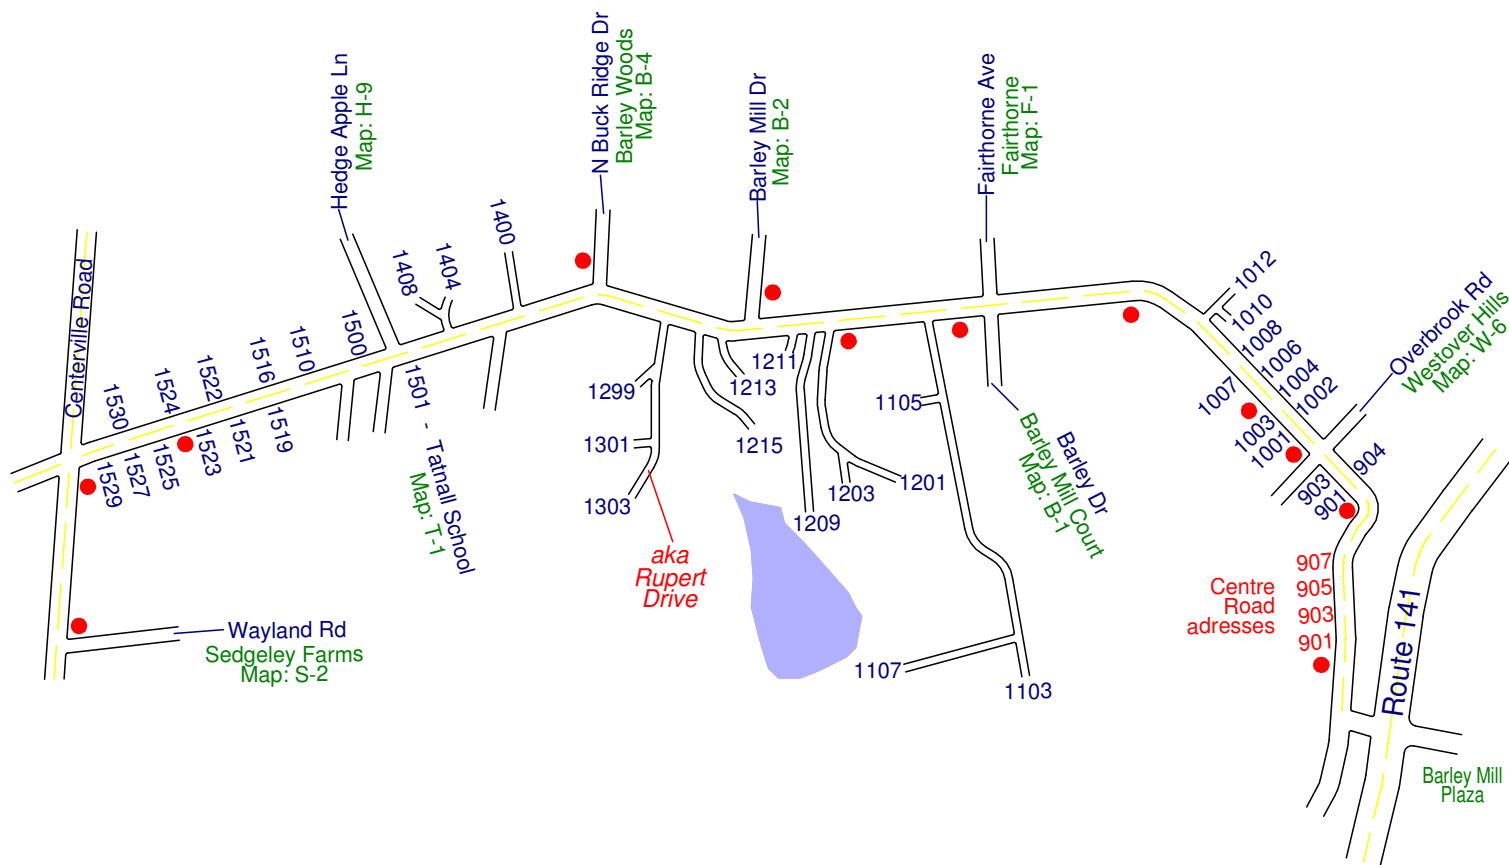 Centerville Road
Hedge Apple Ln
Map: H-9
N Buck Ridge Dr
Barley Woods
Map: B-4
Barley Mill Dr
Map: B-2
Fairthorne Ave
Fairthorne
Map: F-1
Overbrook Rd
Westover Hills
Map: W-6
1530
1524
1522
1516
1510
1500
1408
1404
1400
1012
1010
1008
1006
1004
1002
904
1529
1527
1525
1523
1521
1519
1501 - Tatnall School
Map: T-1
1299
1301
1303
aka
Rupert
Drive
1211
1213
1215
1209
1203
1201
1105
1107
1103
Barley Dr
Barley Mill Court
Map: B-1
1007
1003
1001
903
901
907
905
903
901
Centre
Road
adresses
Route 141
Wayland Rd
Sedgeley Farms
Map: S-2
Barley Mill
Plaza